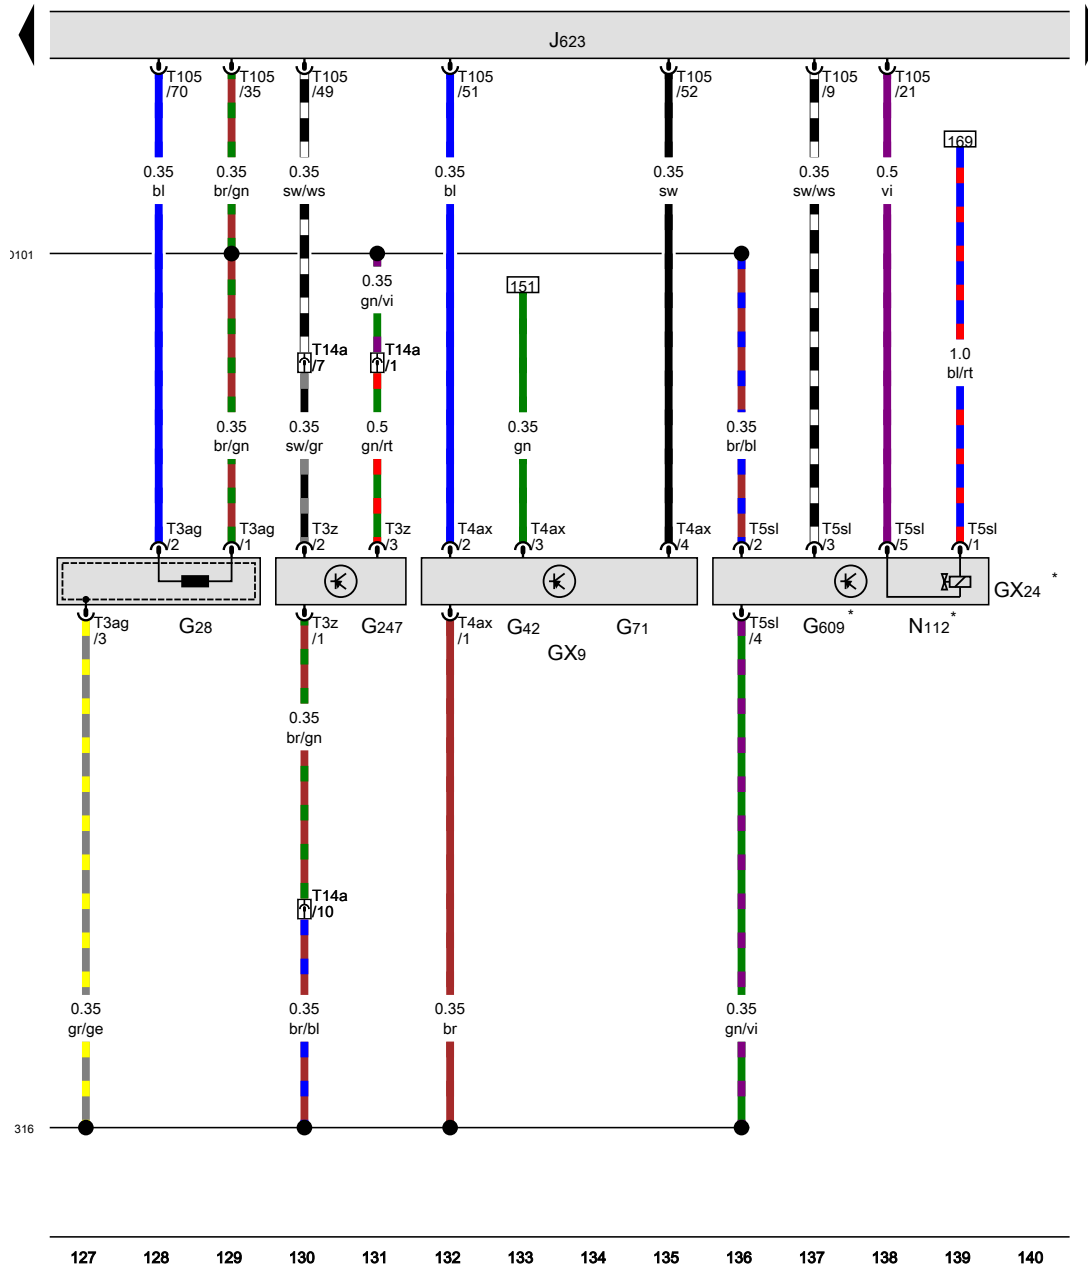 J623
T105 T105 T105 T105 T105 T105 T105
/70 /35 /49 /51 /52 /9 /21
169
0.35 0.35 0.35 0.35 0.35 0.35 0.5
bl br/gn sw/ws bl sw sw/ws vi
0.35
gn/vi
151
T14a T14a
/7 /1
1.0
bl/rt
0.35 0.35 0.5 0.35 0.35
br/gn sw/gr gn/rt gn br/bl
T3ag T3ag T3z T3z T4ax T4ax T4ax T5sl T5sl T5sl T5sl
/2 /1 /2 /3 /2 /3 /4 /2 /3 /5 /1
GX24 *
T3ag G28 T3z G247 T4ax G42 G71 T5sl G609 * N112 *
/3 /1 /1 /4
GX9
0.35
br/gn
T14a
/10
0.35 0.35 0.35 0.35
gr/ge br/bl br gn/vi
316
127 128 129 130 131 132 133 134 135 136 137 138 139 140